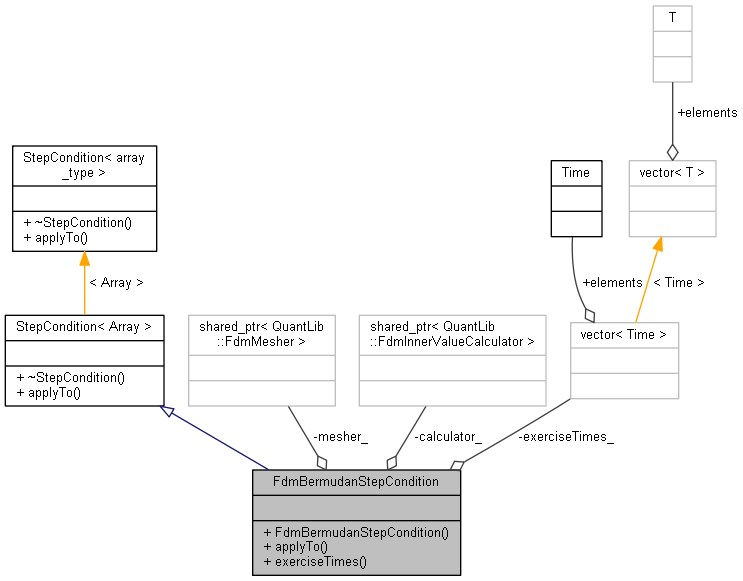 T
+elements
StepCondition< array
_type >
+ ~StepCondition()
+ applyTo()
Time
vector< T >
< Array >
+elements
< Time >
StepCondition< Array >
+ ~StepCondition()
+ applyTo()
shared_ptr< QuantLib
::FdmMesher >
shared_ptr< QuantLib
::FdmInnerValueCalculator >
vector< Time >
-mesher_
-calculator_
-exerciseTimes_
FdmBermudanStepCondition
+ FdmBermudanStepCondition()
+ applyTo()
+ exerciseTimes()